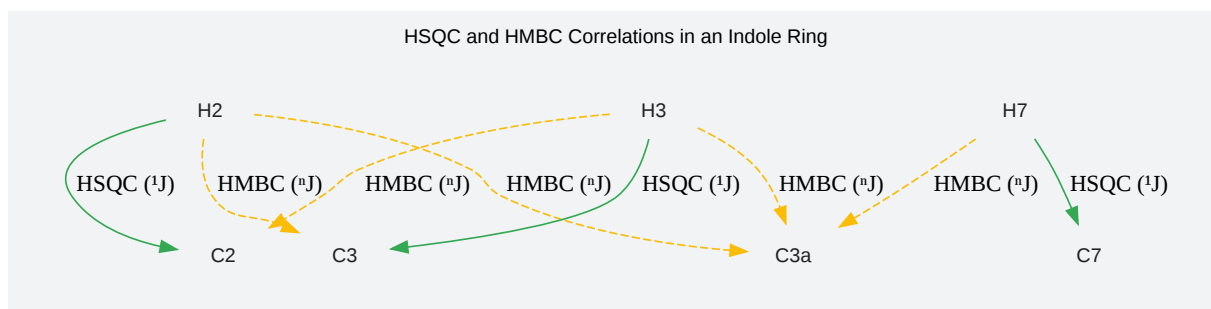 HSQC and HMBC Correlations in an Indole Ring
H2 H3 H7
HSQC (¹J) HMBC (ⁿJ) HMBC (ⁿJ) HMBC (ⁿJ) HSQC (¹J) HMBC (ⁿJ) HMBC (ⁿJ) HSQC (¹J)
C2 C3 C3a C7